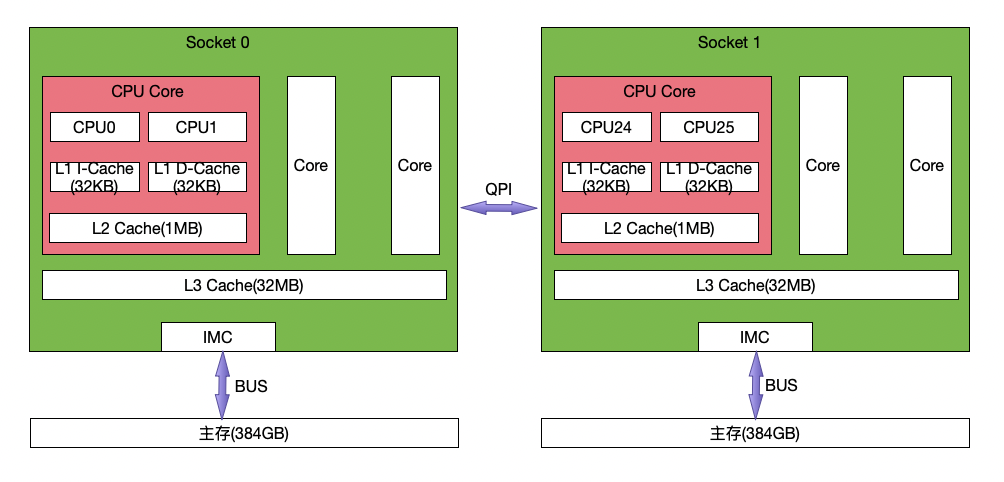 Socket 0
CPU Core
CPU0
CPU1
L1 I-Cache
(32KB)
L1 D-Cache
(32KB)
L2 Cache(1MB)
Core
Core
L3 Cache(32MB)
IMC
BUS
主存(384GB)
QPI
Socket 1
CPU Core
CPU24
CPU25
L1 I-Cache
(32KB)
L1 D-Cache
(32KB)
L2 Cache(1MB)
Core
Core
L3 Cache(32MB)
IMC
BUS
主存(384GB)